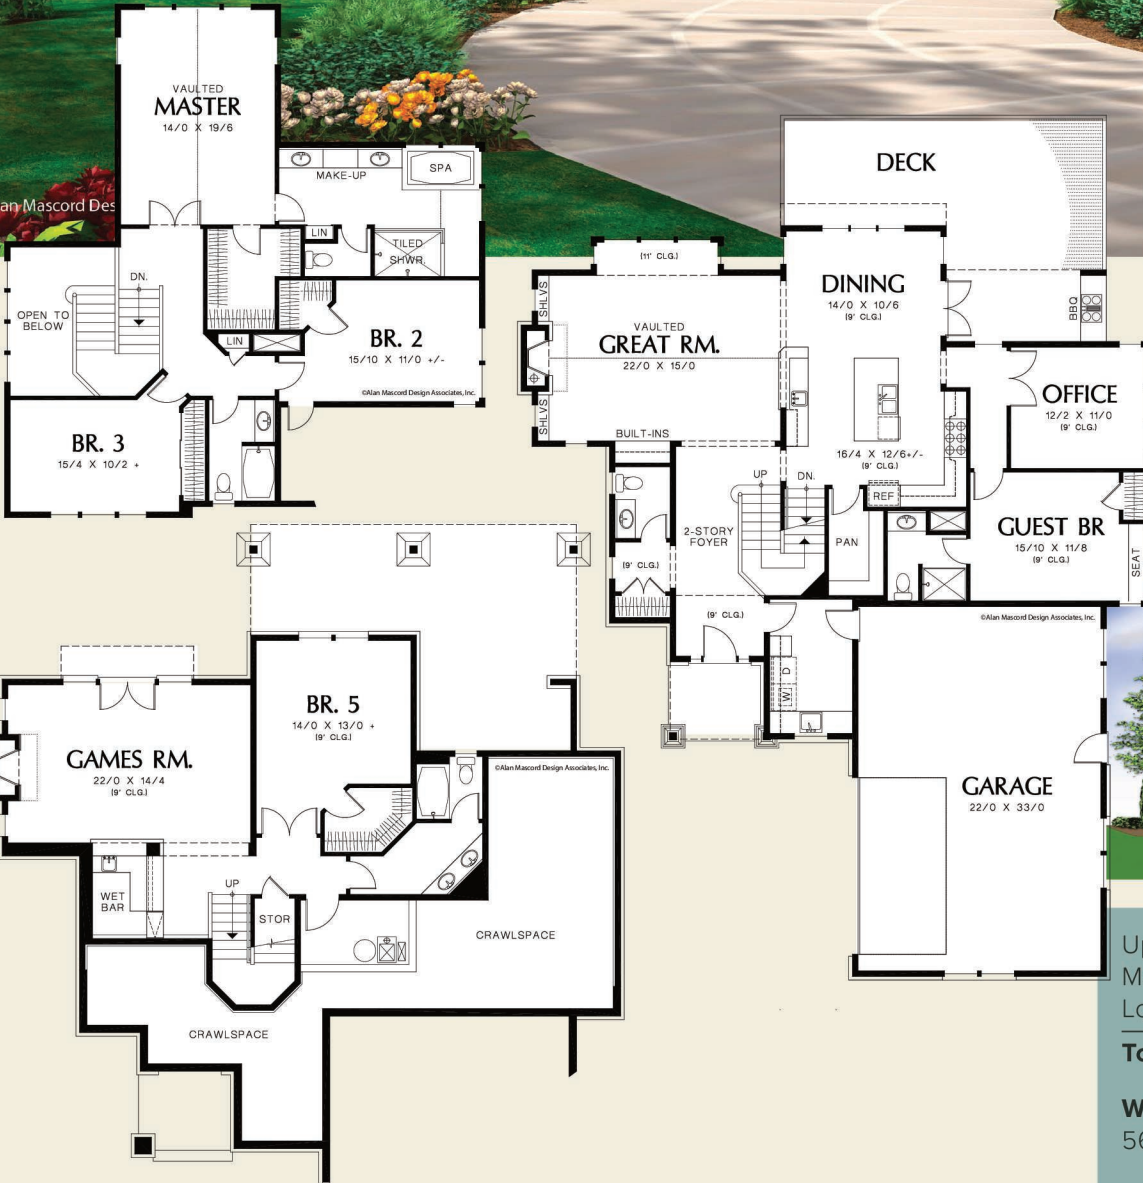 VAULTED
MASTER
14/0 X 19/6
MAKE-UP
SPA
LIN
TILED
SHWR.
an Mascord Des
DN.
OPEN TO
BELOW
LIN
BR. 2
15/10 X 11/0 +/-
©Alan Mascord Design Associates, Inc.
BR. 3
15/4 X 10/2 +
DECK
(11' CLG.)
SHLVS
VAULTED
GREAT RM.
22/0 X 15/0
SHLVS
BUILT-INS
DINING
14/0 X 10/6
(9' CLG.)
BBQ
OFFICE
12/2 X 11/0
(9' CLG.)
16/4 X 12/6+/-
(9' CLG.)
REF
UP
DN.
2-STORY
FOYER
PAN
(9' CLG.)
(9' CLG.)
GUEST BR
15/10 X 11/8
(9' CLG.)
SEAT
W D
©Alan Mascord Design Associates, Inc.
GARAGE
22/0 X 33/0
BR. 5
14/0 X 13/0 +
(9' CLG.)
GAMES RM.
22/0 X 14/4
(9' CLG.)
©Alan Mascord Design Associates, Inc.
WET
BAR
UP
STOR
CRAWLSPACE
CRAWLSPACE
U
M
Lo
To
W
56